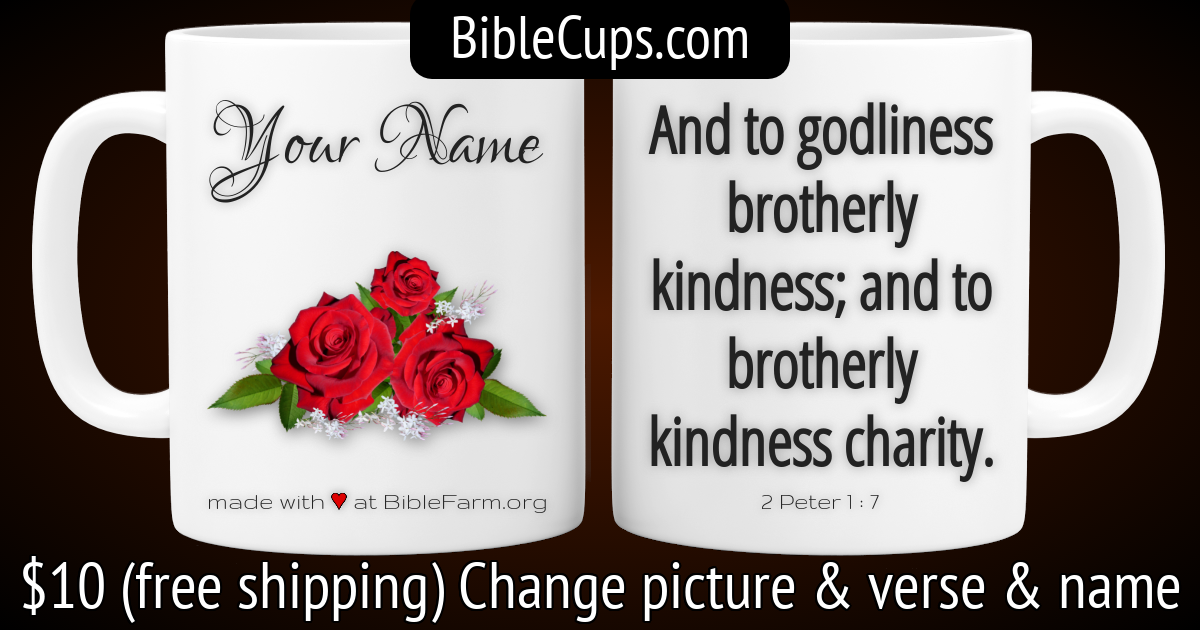 BibleCups.com
Your Name
made with ♥ at BibleFarm.org
And to godliness
brotherly
kindness; and to
brotherly
kindness charity.
2 Peter 1 : 7
$10 (free shipping) Change picture & verse & name